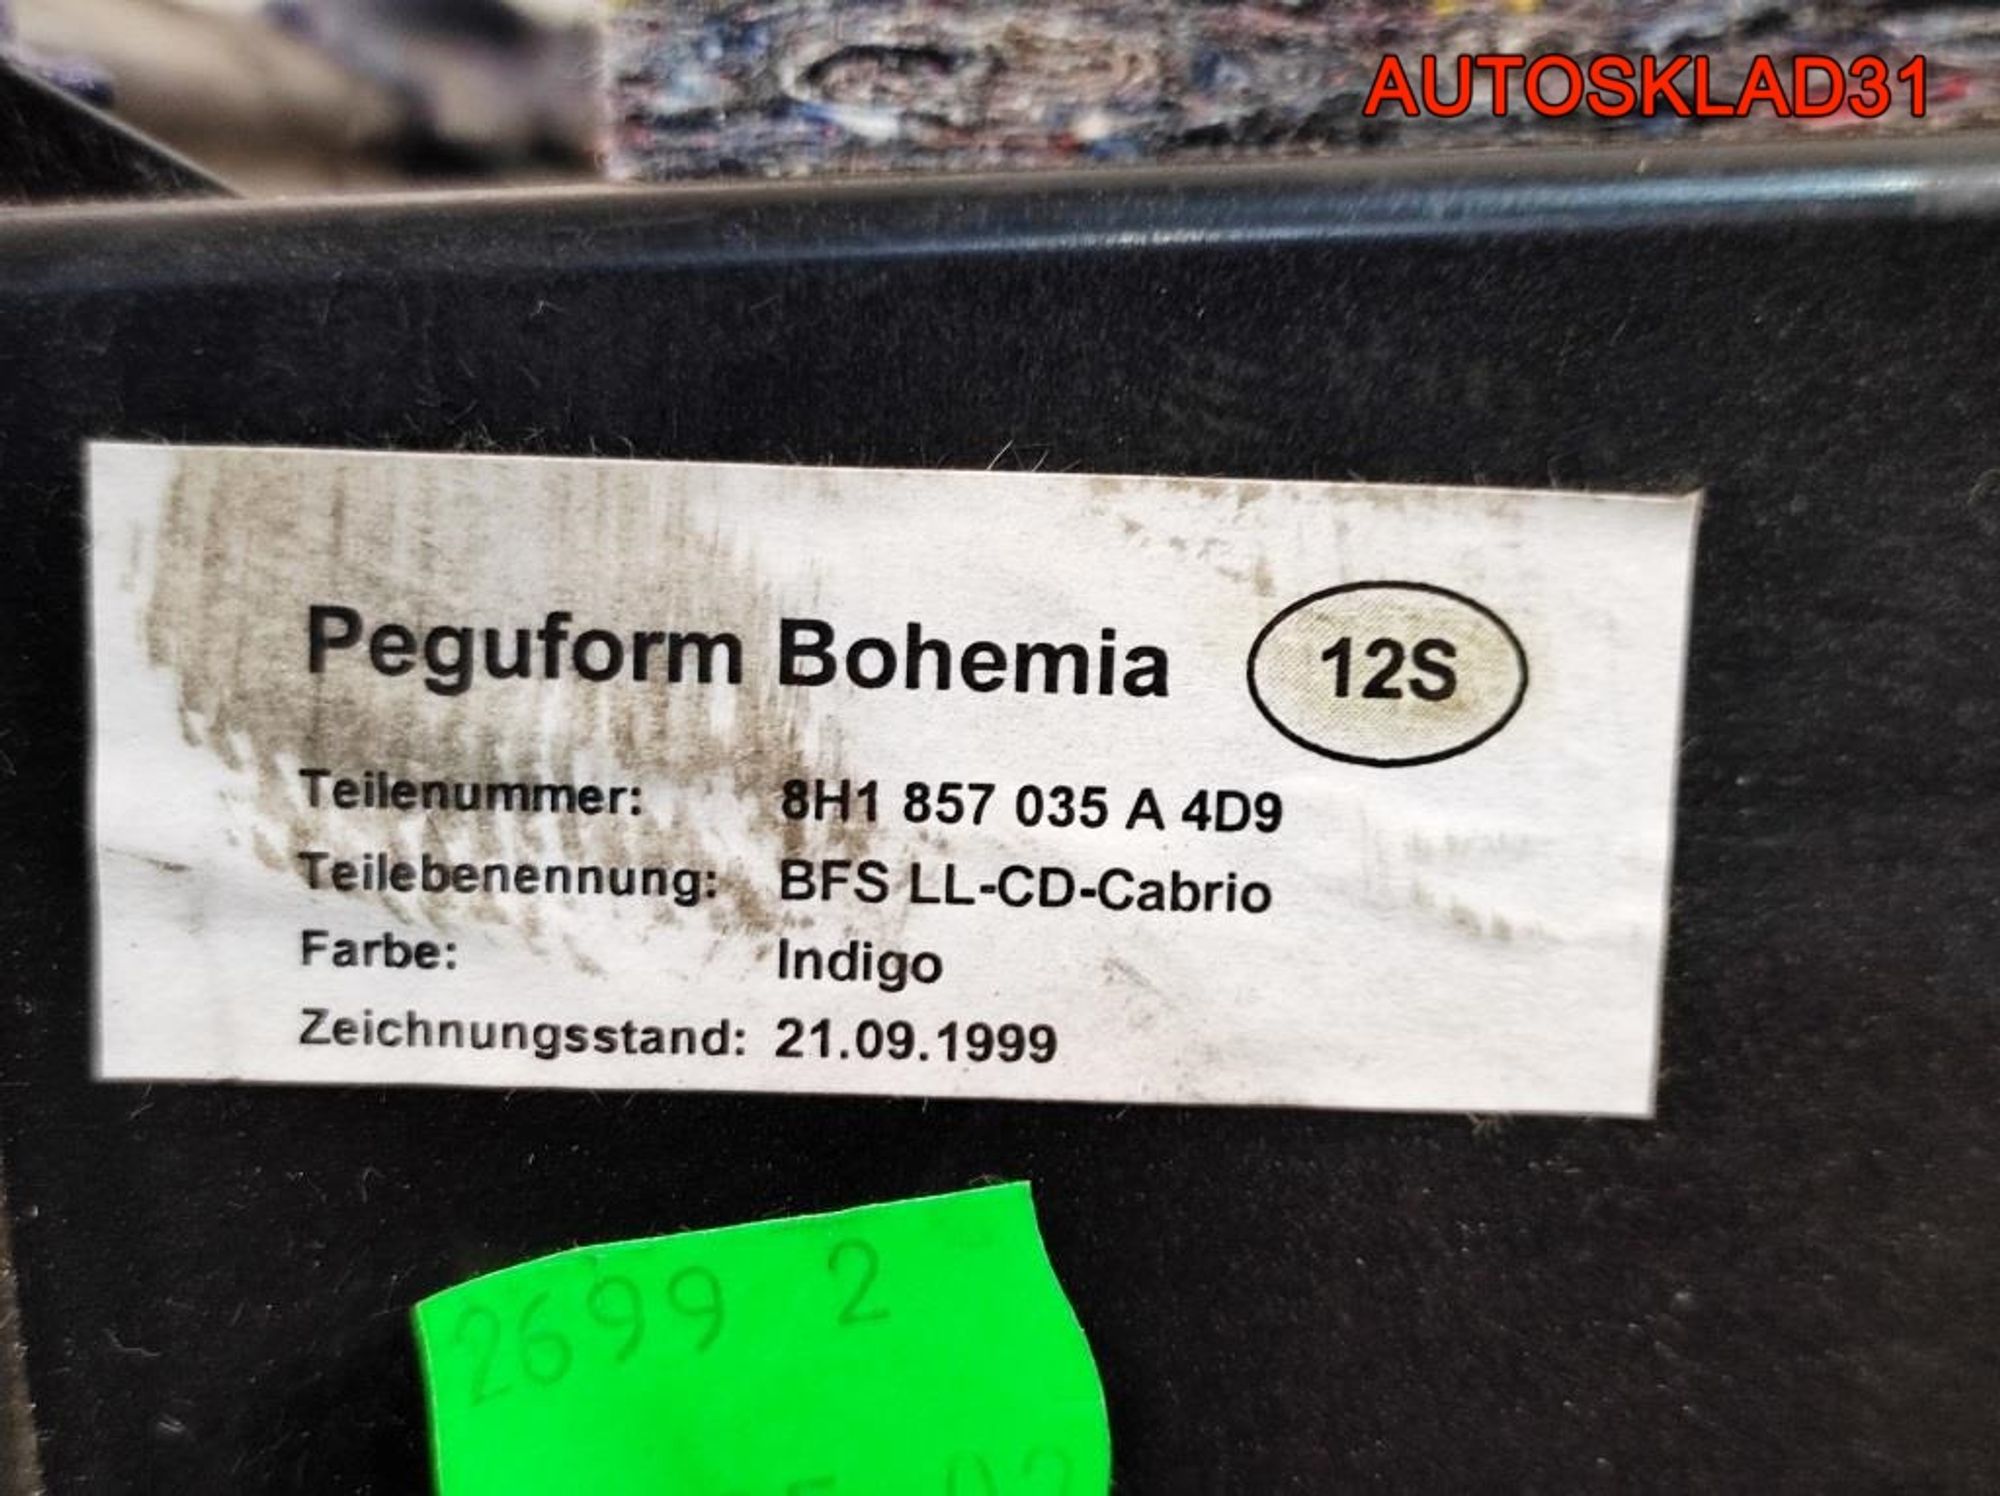 AUTOSKLAD31
Peguform Bohemia 12S
Teilenummer: 8H1 857 035 A 4D9
Teilebenennung: BFS LL-CD-Cabrio
Farbe: Indigo
Zeichnungsstand: 21.09.1999
2699 2